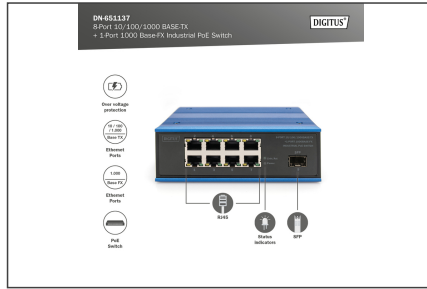 DN-651137
8-Port 10/100/1000 BASE-TX
+ 1-Port 1000 Base-FX Industrial PoE Switch
DIGITUS®
Over voltage
protection
10 / 100
/ 1.000
Base TX
Ethernet
Ports
1.000
Base FX
Ethernet
Ports
PoE
Switch
RJ45
Status
indicators
SFP